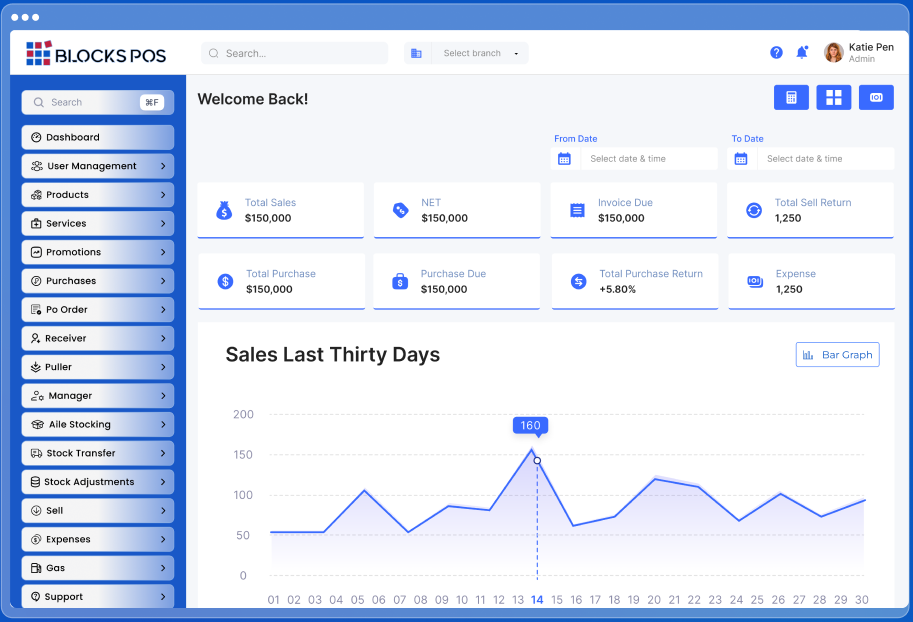 BLOCKS POS
Search...
Select branch
Katie Pen
Admin
Search
⌘F
Dashboard
User Management
Products
Services
Promotions
Purchases
Po Order
Receiver
Puller
Manager
Aile Stocking
Stock Transfer
Stock Adjustments
Sell
Expenses
Gas
Support
Welcome Back!
From Date
To Date
Select date & time
Select date & time
Total Sales
$150,000
NET
$150,000
Invoice Due
$150,000
Total Sell Return
1,250
Total Purchase
$150,000
Purchase Due
$150,000
Total Purchase Return
+5.80%
Expense
1,250
Sales Last Thirty Days
Bar Graph
200
160
150
100
50
0
01 02 03 04 05 06 07 08 09 10 11 12 13 14 15 16 17 18 19 20 21 22 23 24 25 26 27 28 29 30